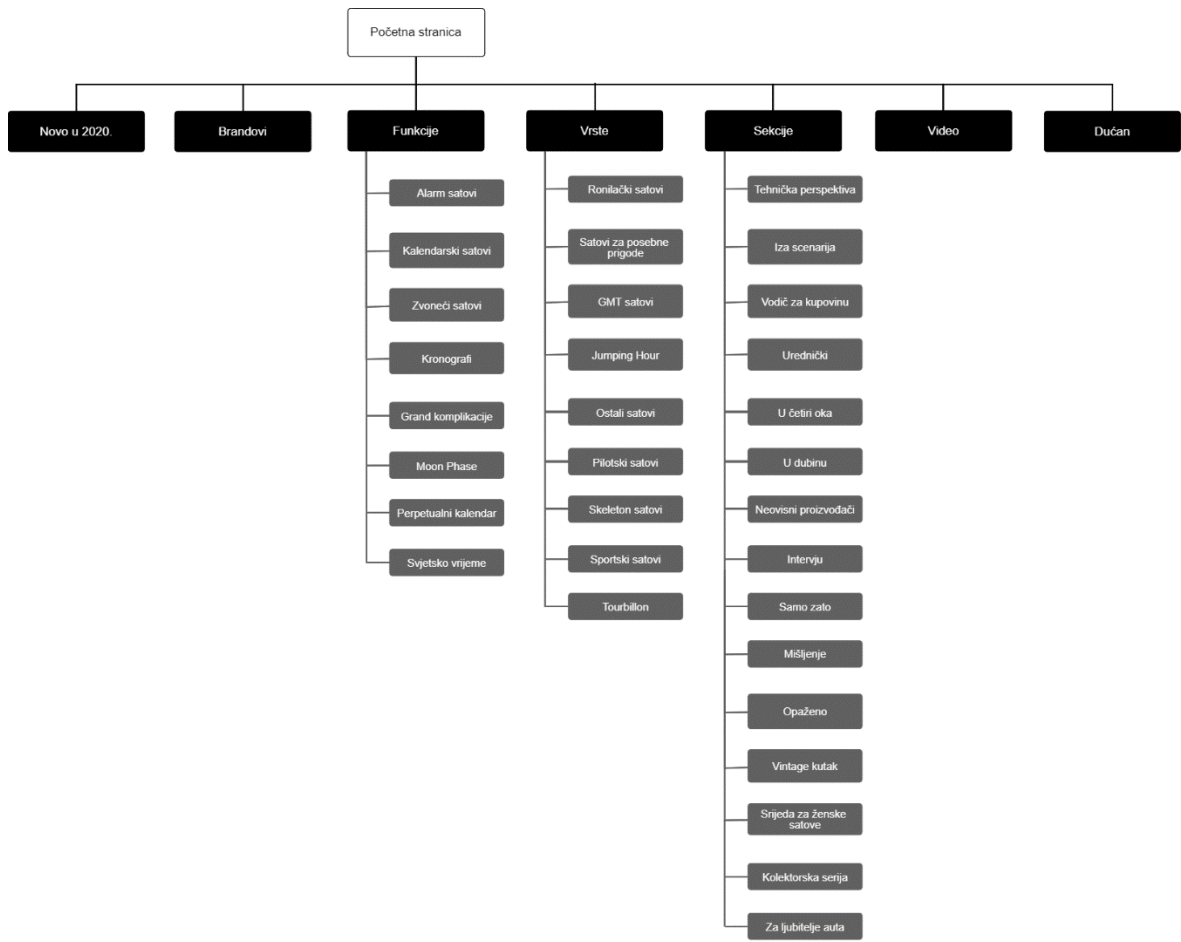 Početna stranica
Novo u 2020.
Brandovi
Funkcije
Vrste
Sekcije
Video
Dućan
Alarm satovi
Kalendarski satovi
Zvoneći satovi
Kronografi
Grand komplikacije
Moon Phase
Perpetualni kalendar
Svjetsko vrijeme
Ronilački satovi
Satovi za posebne
prigode
GMT satovi
Jumping Hour
Ostali satovi
Pilotski satovi
Skeleton satovi
Sportski satovi
Tourbillon
Tehnička perspektiva
Iza scenarija
Vodič za kupovinu
Urednički
U četiri oka
U dubinu
Neovisni proizvođači
Intervju
Samo zato
Mišljenje
Opaženo
Vintage kutak
Srijeda za ženske
satove
Kolektorska serija
Za ljubitelje auta